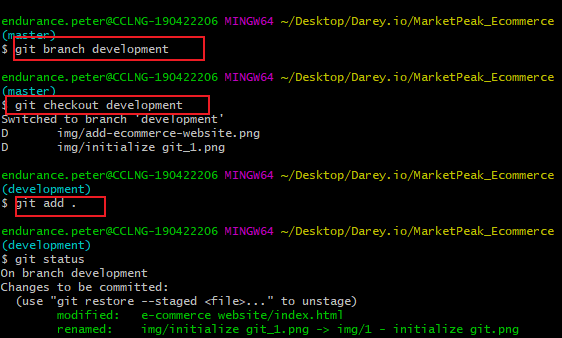 endurance.peter@CCLNG-190422206 MINGW64 ~/Desktop/Darey.io/MarketPeak_Ecommerce
(master)
$ git branch development
endurance.peter@CCLNG-190422206 MINGW64 ~/Desktop/Darey.io/MarketPeak_Ecommerce
(master)
$ git checkout development
Switched to branch 'development'
D       img/add-ecommerce-website.png
D       img/initialize git_1.png
endurance.peter@CCLNG-190422206 MINGW64 ~/Desktop/Darey.io/MarketPeak_Ecommerce
(development)
$ git add .
endurance.peter@CCLNG-190422206 MINGW64 ~/Desktop/Darey.io/MarketPeak_Ecommerce
(development)
$ git status
On branch development
Changes to be committed:
  (use "git restore --staged <file>..." to unstage)
        modified:   e-commerce website/index.html
        renamed:    img/initialize git_1.png -> img/1 - initialize git.png